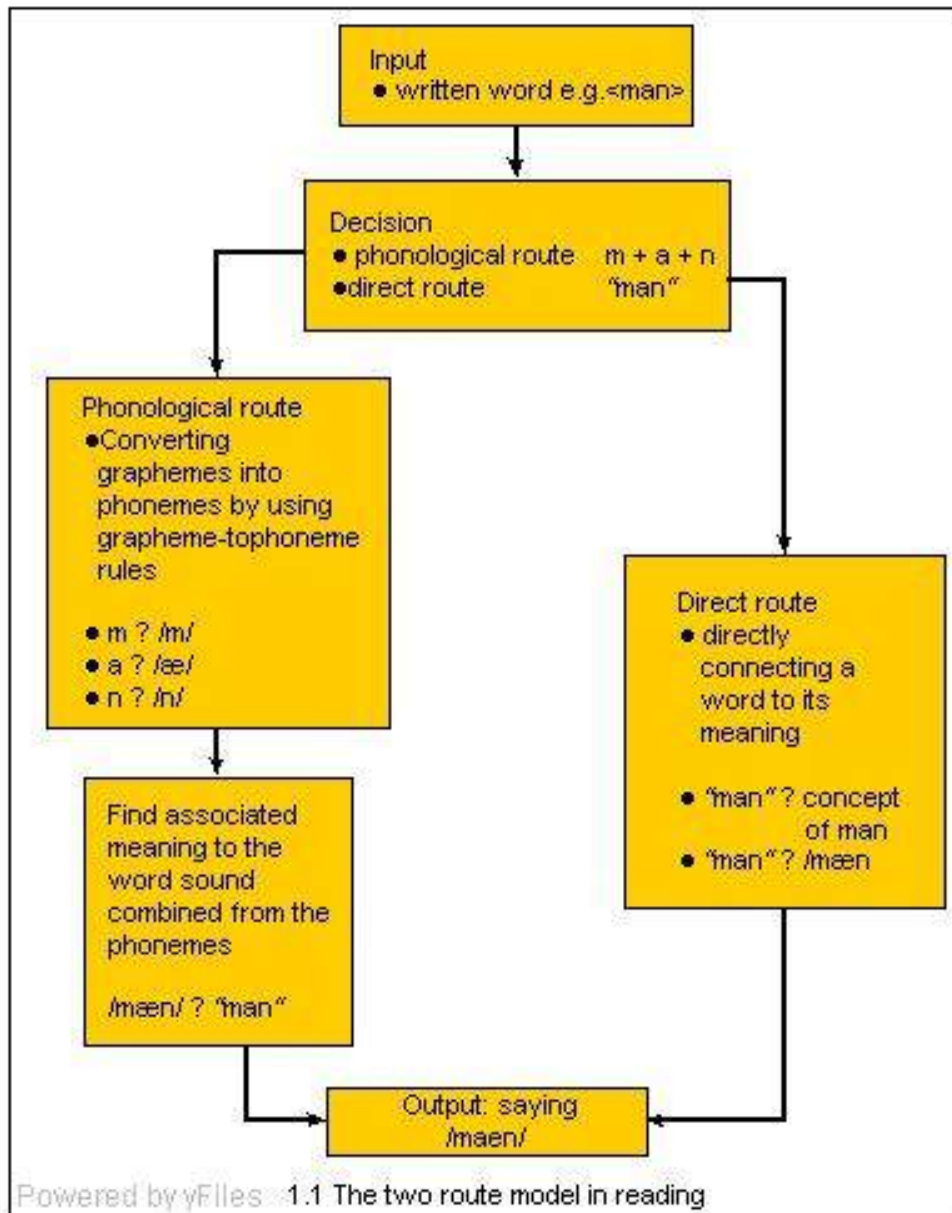 Input
● written word e.g.<man>
Decision
● phonological route m + a + n
●direct route “man“
Phonological route
●Converting
graphemes into
phonemes by using
grapheme-tophoneme
rules
● m ? /m/
● a ? /æ/
● n ? /n/
Direct route
● directly
connecting a
word to its
meaning
● “man“ ? concept
of man
● “man“ ? /mæn
Find associated
meaning to the
word sound
combined from the
phonemes
/mæn/ ? “man“
Output: saying
/maen/
Powered by yFiles 1.1 The two route model in reading